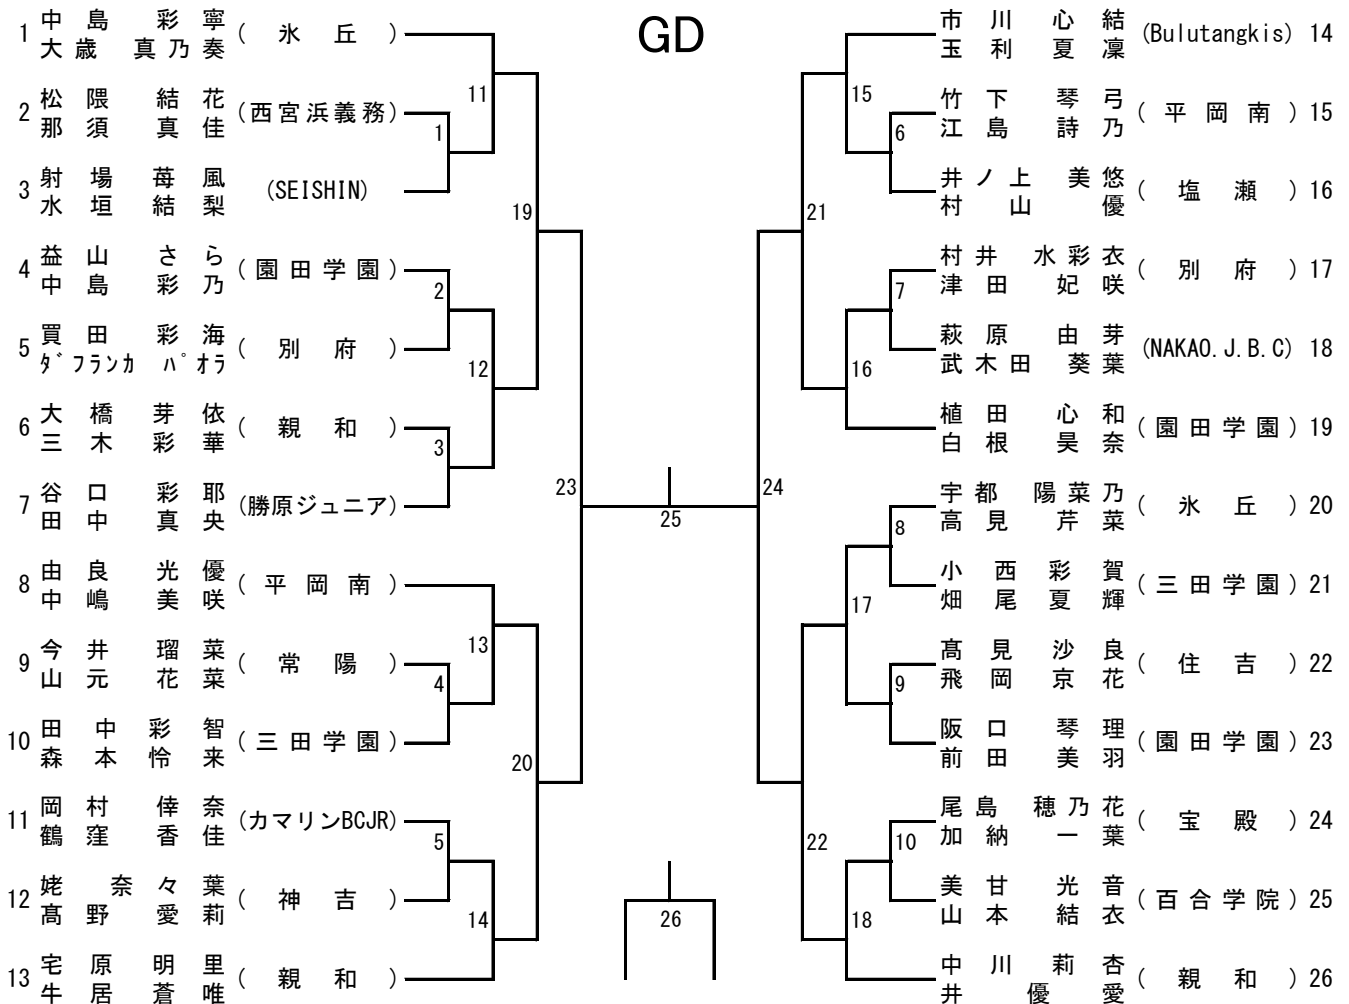 GD
1 中島 彩寧 (氷丘)
大歳 真乃奏
11
2 松隈 結花 (西宮浜義務)
那須 真佳
1
3 射場 苺風 (SEISHIN)
水垣 結梨
19
4 益山 さら (園田学園)
中島 彩乃
2
5 買田 彩海 (別府)
ダフランカ パオラ
12
6 大橋 芽依 (親和)
三木 彩華
3
7 谷口 彩耶 (勝原ジュニア)
田中 真央
23
8 由良 光優 (平岡南)
中嶋 美咲
13
9 今井 瑠菜 (常陽)
山元 花菜
4
10 田中 彩智 (三田学園)
森本 怜来
20
11 岡村 倖奈 (カマリンBCJR)
鶴窪 香佳
5
12 姥 奈々葉 (神吉)
髙野 愛莉
14
13 宅原 明里 (親和)
牛居 蒼唯
25
26
市川 心結 (Bulutangkis) 14
玉利 夏凜
15
竹下 琴弓 (平岡南) 15
江島 詩乃
6
井ノ上 美悠 (塩瀬) 16
村山 優
21
村井 水彩衣 (別府) 17
津田 妃咲
7
萩原 由芽 (NAKAO.J.B.C) 18
武木田 葵葉
16
植田 心和 (園田学園) 19
白根 昊奈
24
宇都 陽菜乃 (氷丘) 20
高見 芹菜
8
小西 彩賀 (三田学園) 21
畑尾 夏輝
17
髙見 沙良 (住吉) 22
飛岡 京花
9
阪口 琴理 (園田学園) 23
前田 美羽
尾島 穂乃花 (宝殿) 24
加納 一葉
22
10
美甘 光音 (百合学院) 25
山本 結衣
18
中川 莉杏 (親和) 26
井 優愛